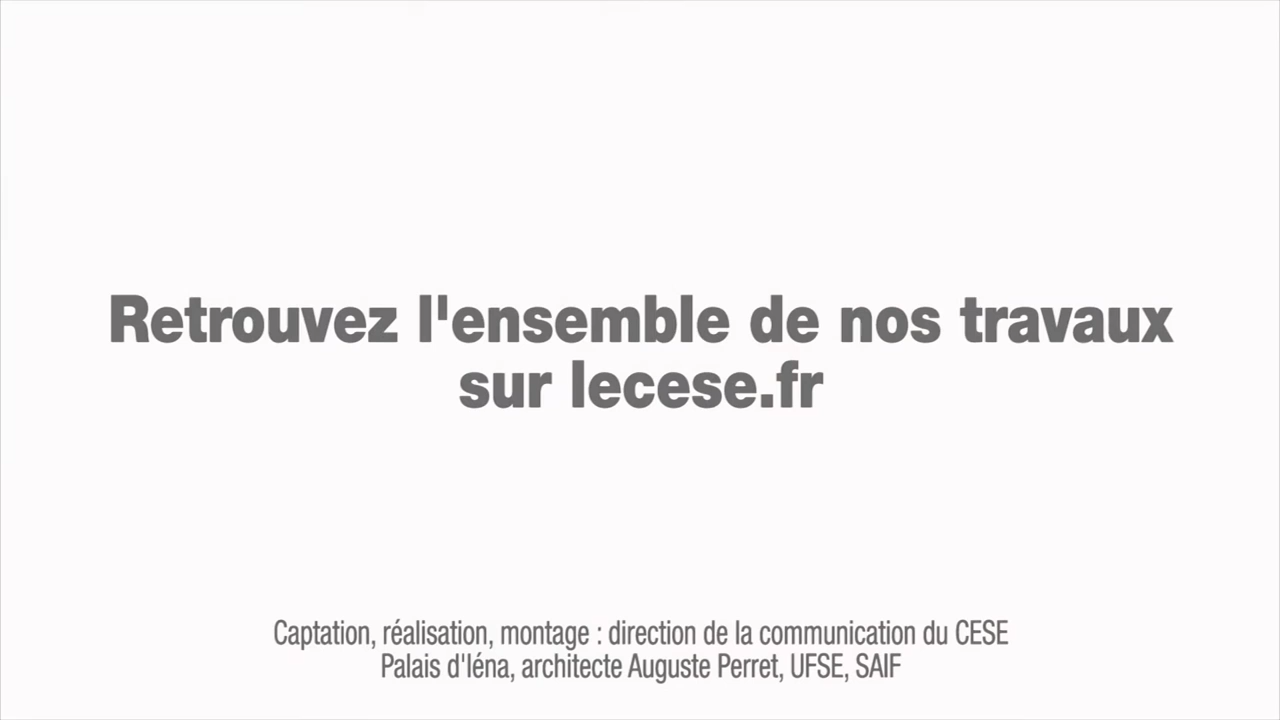 Retrouvez l'ensemble de nos travaux
sur lecese.fr
Captation, réalisation, montage : direction de la communication du CESE
Palais d'Iéna, architecte Auguste Perret, UFSE, SAIF